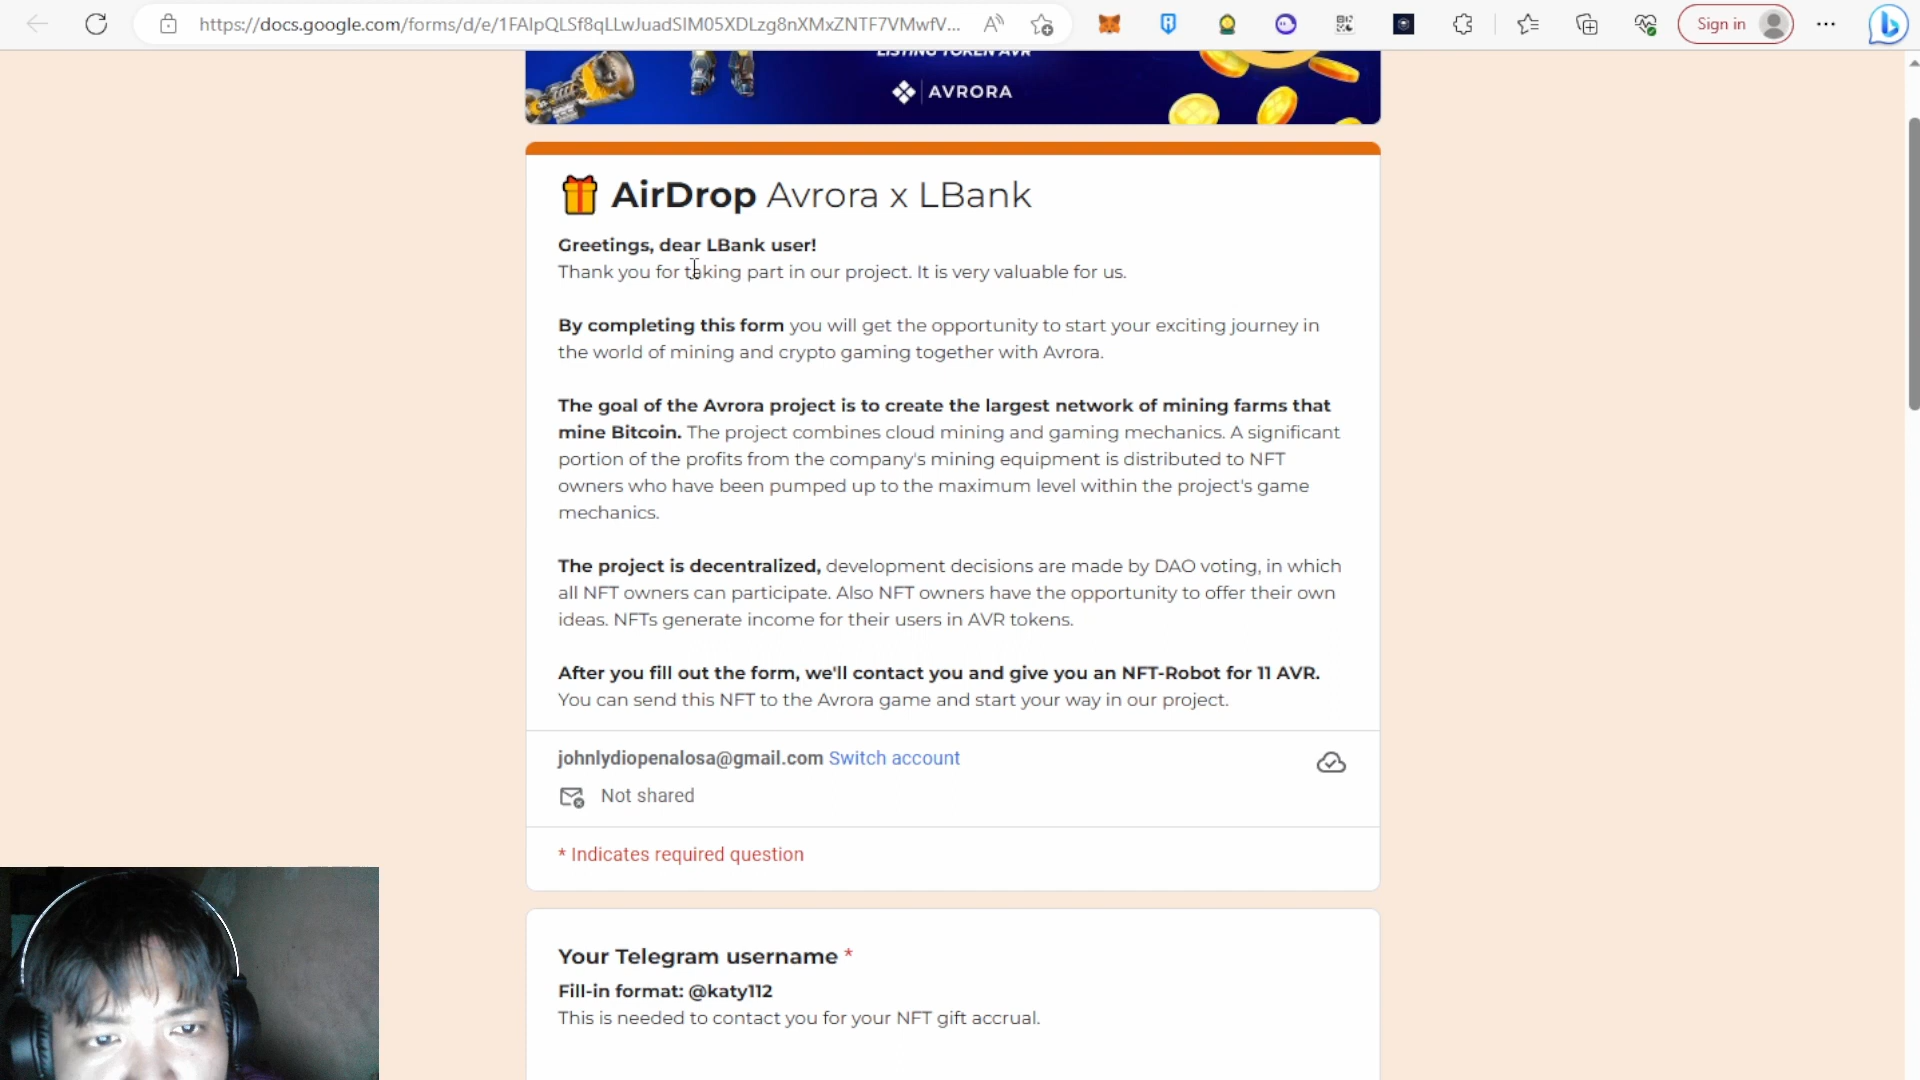 https://docs.google.com/forms/d/e/1FAIpQLSf8qLLwJuadSIM05XDLzg8nXMxZNTF7VMwfV...
Sign in
LISTING TOKEN AVR
AVRORA
AirDrop Avrora x LBank
Greetings, dear LBank user!
Thank you for taking part in our project. It is very valuable for us.
By completing this form you will get the opportunity to start your exciting journey in
the world of mining and crypto gaming together with Avrora.
The goal of the Avrora project is to create the largest network of mining farms that
mine Bitcoin. The project combines cloud mining and gaming mechanics. A significant
portion of the profits from the company's mining equipment is distributed to NFT
owners who have been pumped up to the maximum level within the project's game
mechanics.
The project is decentralized, development decisions are made by DAO voting, in which
all NFT owners can participate. Also NFT owners have the opportunity to offer their own
ideas. NFTs generate income for their users in AVR tokens.
After you fill out the form, we'll contact you and give you an NFT-Robot for 11 AVR.
You can send this NFT to the Avrora game and start your way in our project.
johnlydiopenalosa@gmail.com Switch account
Not shared
* Indicates required question
Your Telegram username *
Fill-in format: @katy112
This is needed to contact you for your NFT gift accrual.